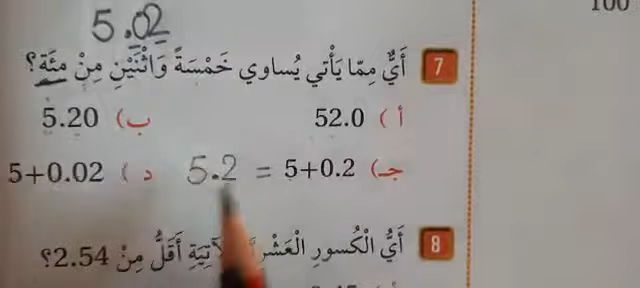 100
5.02
7 أَيٌّ مِمّا يَأْتي يُساوي خَمْسَةً وَاثْنَيْنِ مِنْ مِئَة؟
أ ) 52.0 ب) 5.20
جـ) 5+0.2 = 5.2 د ) 5+0.02
8 أَيُّ الْكُسورِ أَقَلُّ مِنْ 2.54؟